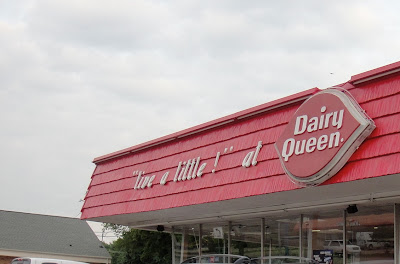 "live a little!" at
Dairy
Queen.